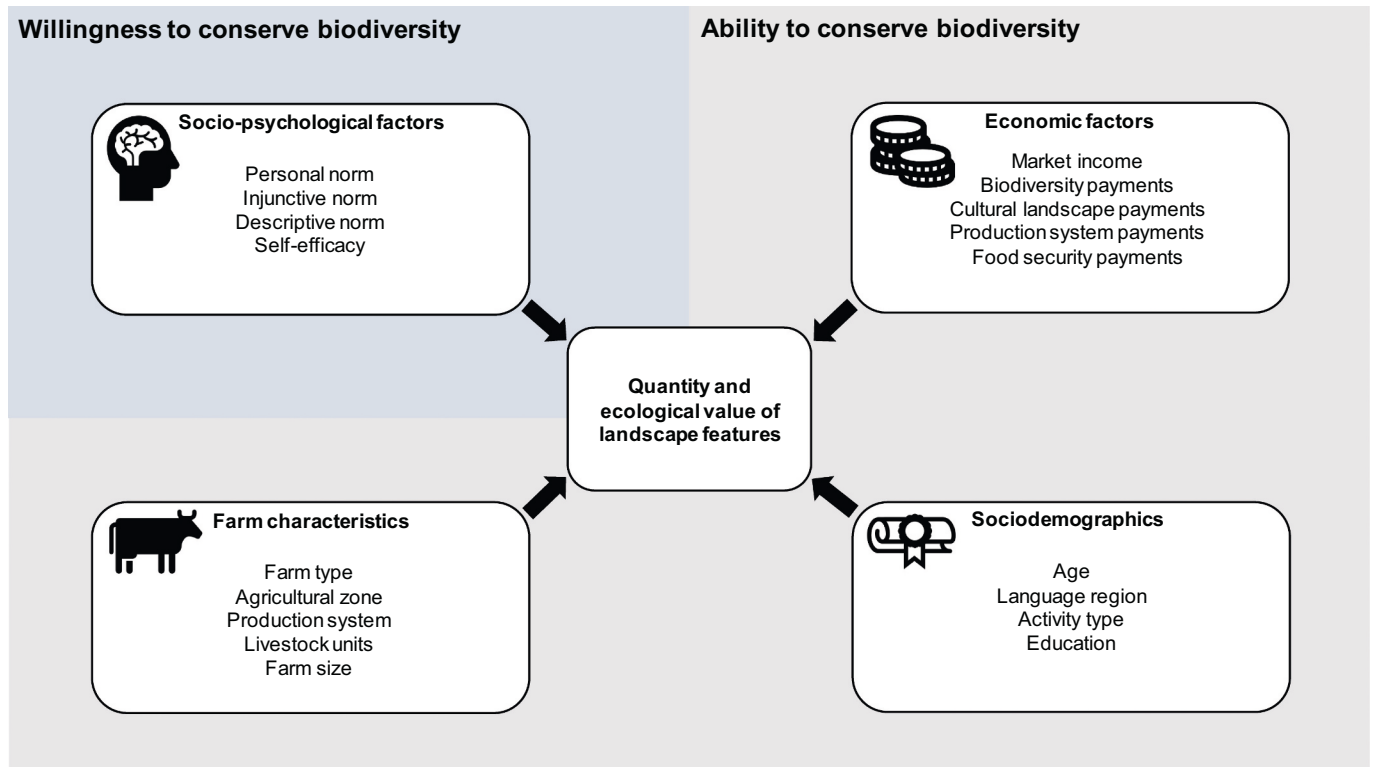 Willingness to conserve biodiversity
Ability to conserve biodiversity
Socio-psychological factors
Personal norm
Injunctive norm
Descriptive norm
Self-efficacy
Economic factors
Market income
Biodiversity payments
Cultural landscape payments
Production system payments
Food security payments
Quantity and
ecological value of
landscape features
Farm characteristics
Farm type
Agricultural zone
Production system
Livestock units
Farm size
Sociodemographics
Age
Language region
Activity type
Education